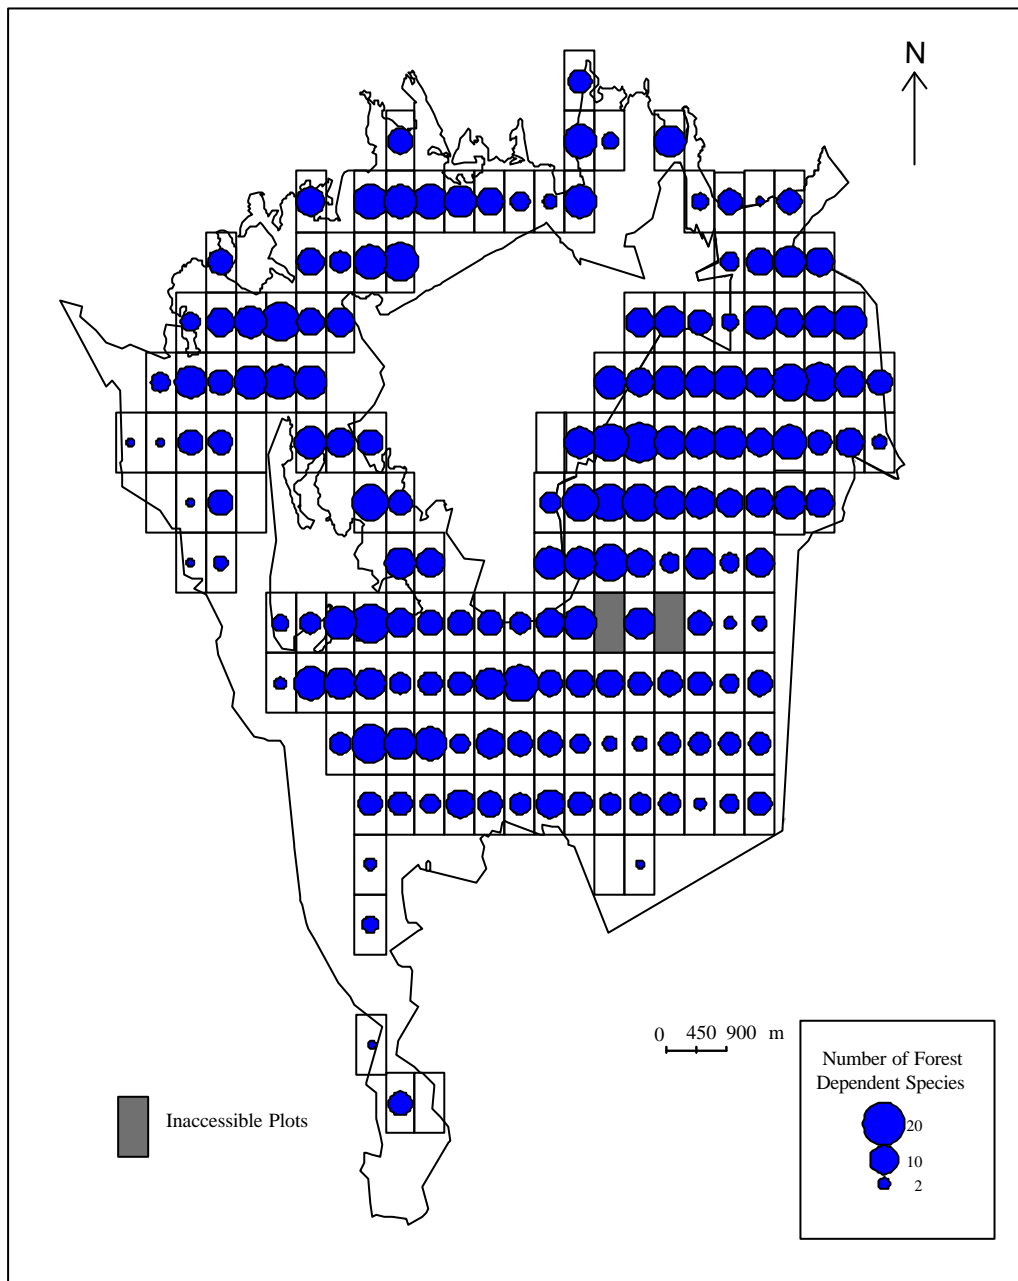 N
0 450 900 m
Number of Forest
Dependent Species
20
10
2
Inaccessible Plots